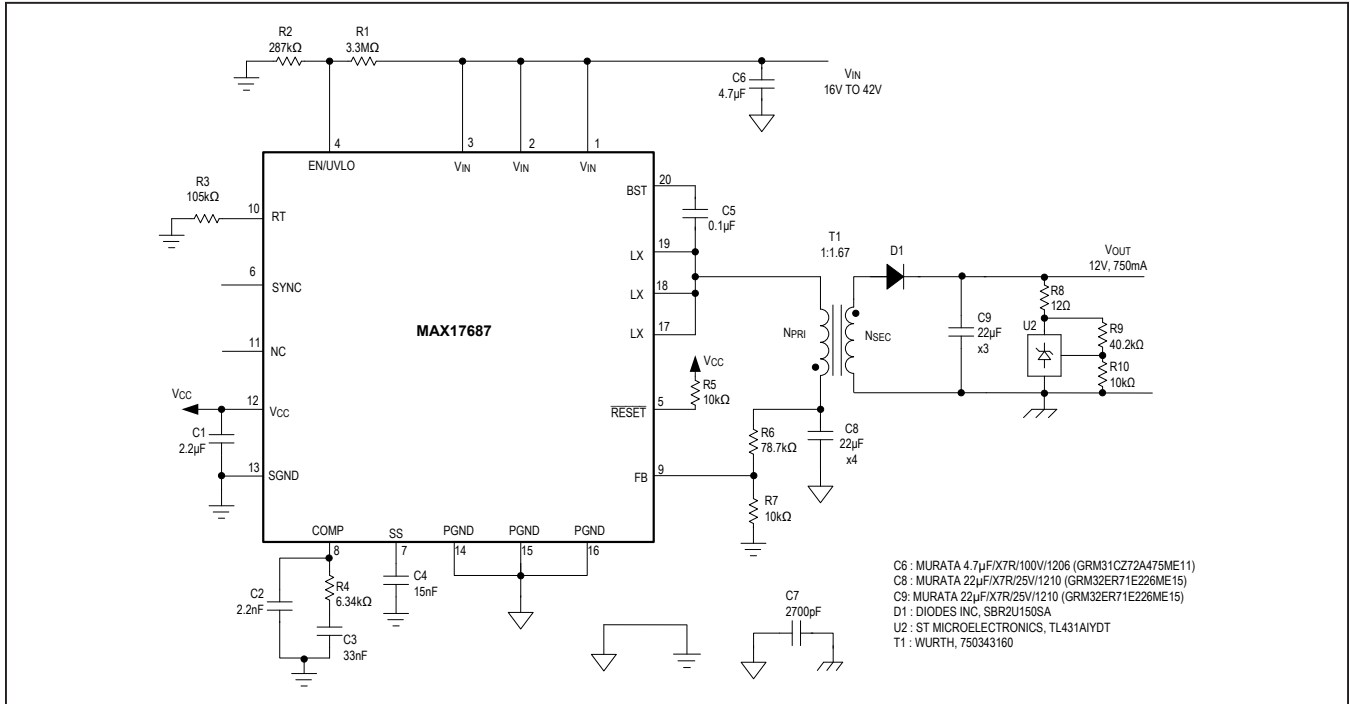 R2
287kΩ
R1
3.3MΩ
C6
4.7µF
VIN
16V TO 42V
4
3
2
1
EN/UVLO
VIN
VIN
VIN
R3
105kΩ
10
RT
6
SYNC
11
NC
VCC
12
VCC
C1
2.2µF
13
SGND
MAX17687
20
BST
C5
0.1µF
19
LX
18
LX
17
LX
VCC
R5
10kΩ
5
RESET
R6
78.7kΩ
9
FB
R7
10kΩ
C8
22µF
x4
T1
1:1.67
NPRI
NSEC
D1
C9
22µF
x3
VOUT
12V, 750mA
R8
12Ω
U2
R9
40.2kΩ
R10
10kΩ
COMP
8
SS
7
PGND
14
PGND
15
PGND
16
C2
2.2nF
R4
6.34kΩ
C3
33nF
C4
15nF
C7
2700pF
C6 : MURATA 4.7µF/X7R/100V/1206 (GRM31CZ72A475ME11)
C8 : MURATA 22µF/X7R/25V/1210 (GRM32ER71E226ME15)
C9: MURATA 22µF/X7R/25V/1210 (GRM32ER71E226ME15)
D1 : DIODES INC, SBR2U150SA
U2 : ST MICROELECTRONICS, TL431AIYDT
T1 : WURTH, 750343160